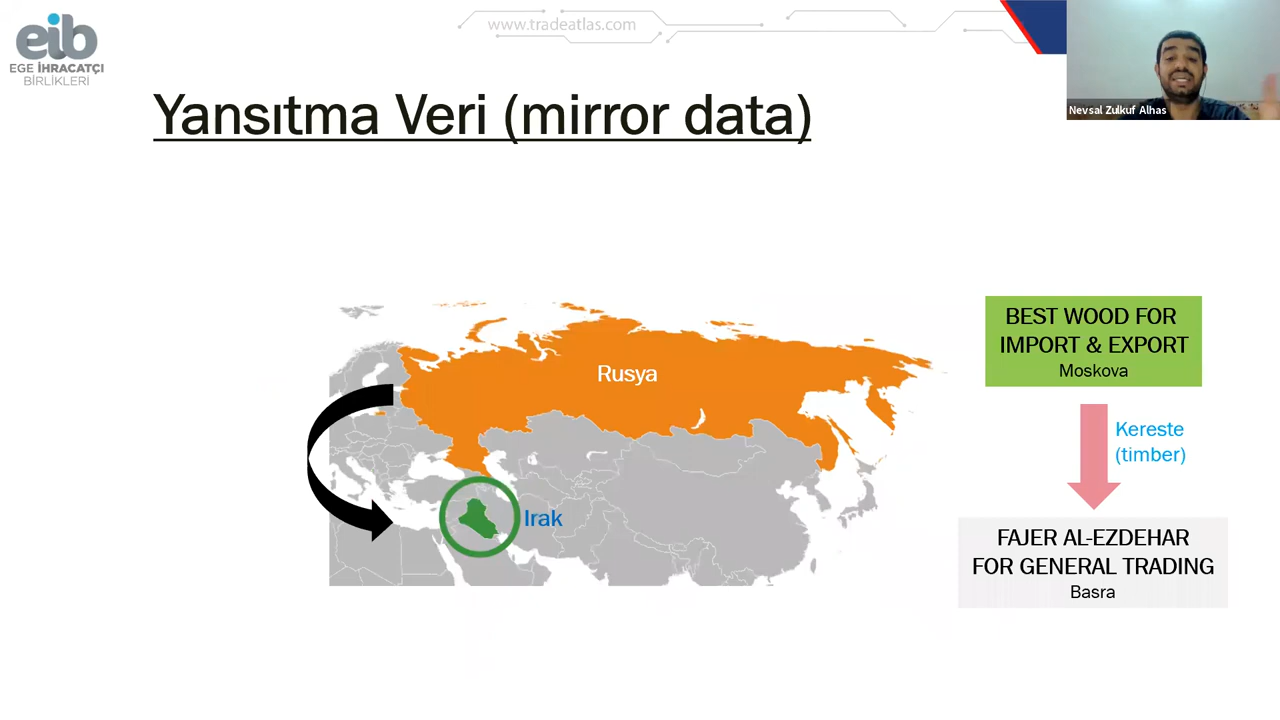 eib
EGE İHRACATÇI
BİRLİKLERİ
www.tradeatlas.com
Nevsal Zulkuf Alhas
Yansıtma Veri (mirror data)
Rusya
Irak
BEST WOOD FOR
IMPORT & EXPORT
Moskova
Kereste
(timber)
FAJER AL-EZDEHAR
FOR GENERAL TRADING
Basra